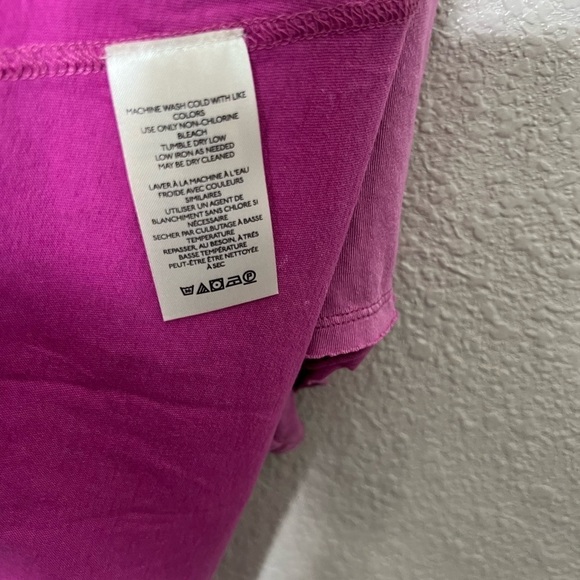 MACHINE WASH COLD WITH LIKE
COLORS
USE ONLY NON-CHLORINE
BLEACH
TUMBLE DRY LOW
LOW IRON AS NEEDED
MAY BE DRY CLEANED
LAVER À LA MACHINE À L'EAU
FROIDE AVEC COULEURS
SIMILAIRES
UTILISER UN AGENT DE
BLANCHIMENT SANS CHLORE SI
NÉCESSAIRE
SECHER PAR CULBUTAGE À BASSE
TEMPERATURE
REPASSER, AU BESOIN, À TRÈS
BASSE TEMPÉRATURE
PEUT-ÊTRE ÊTRE NETTOYÉE
À SEC